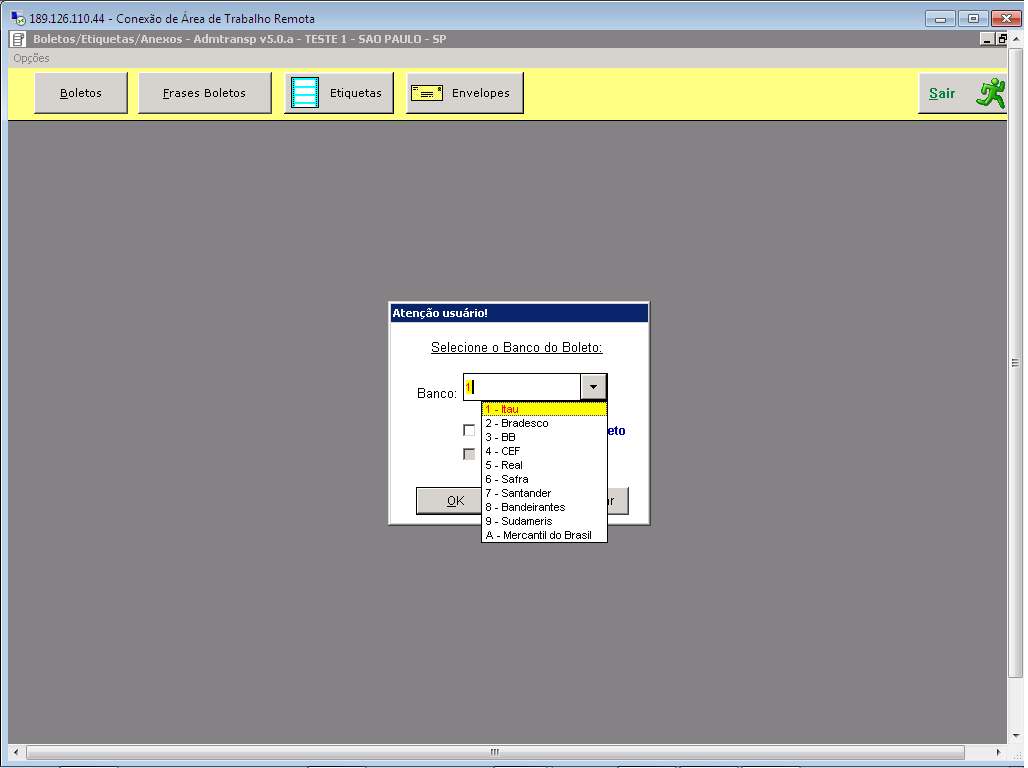 189.126.110.44 - Conexão de Área de Trabalho Remota
Boletos/Etiquetas/Anexos - Admtransp v5.0.a - TESTE 1 - SAO PAULO - SP
Opções
Boletos
Frases Boletos
Etiquetas
Envelopes
Sair
Atenção usuário!
Selecione o Banco do Boleto:
Banco: 1
1 - Itau
2 - Bradesco
3 - BB
4 - CEF
5 - Real
6 - Safra
7 - Santander
8 - Bandeirantes
9 - Sudameris
A - Mercantil do Brasil
OK